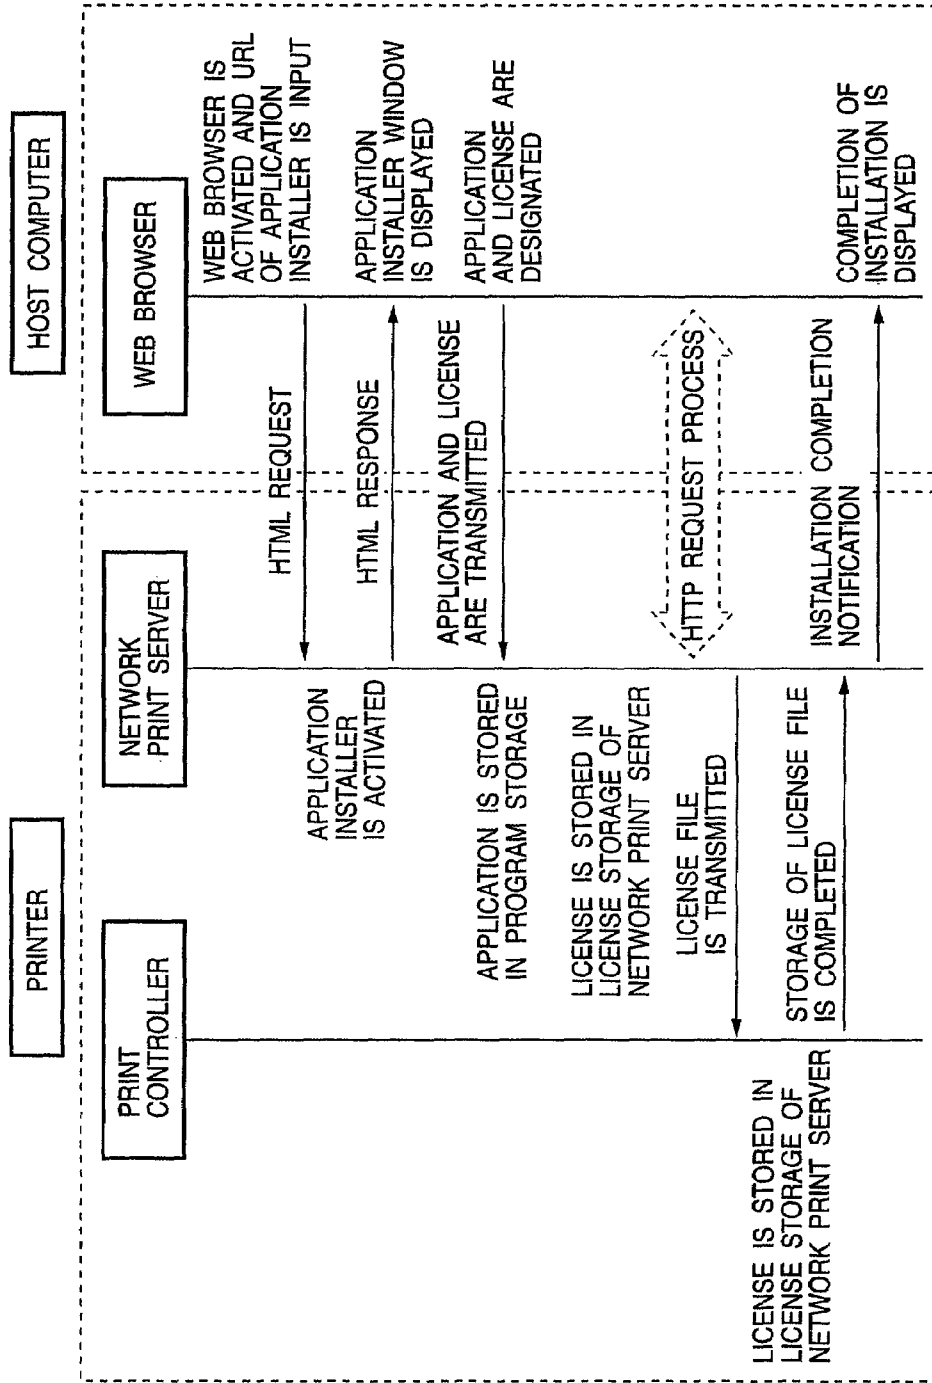 PRINTER
HOST COMPUTER
PRINT
CONTROLLER
NETWORK
PRINT SERVER
WEB BROWSER
WEB BROWSER IS
ACTIVATED AND URL
OF APPLICATION
INSTALLER IS INPUT
HTML REQUEST
APPLICATION
INSTALLER
IS ACTIVATED
HTML RESPONSE
APPLICATION
INSTALLER WINDOW
IS DISPLAYED
APPLICATION
AND LICENSE ARE
DESIGNATED
APPLICATION AND LICENSE
ARE TRANSMITTED
APPLICATION IS STORED
IN PROGRAM STORAGE
LICENSE IS STORED IN
LICENSE STORAGE OF
NETWORK PRINT SERVER
HTTP REQUEST PROCESS
LICENSE FILE
IS TRANSMITTED
LICENSE IS STORED IN
LICENSE STORAGE OF
NETWORK PRINT SERVER
STORAGE OF LICENSE FILE
IS COMPLETED
INSTALLATION COMPLETION
NOTIFICATION
COMPLETION OF
INSTALLATION IS
DISPLAYED